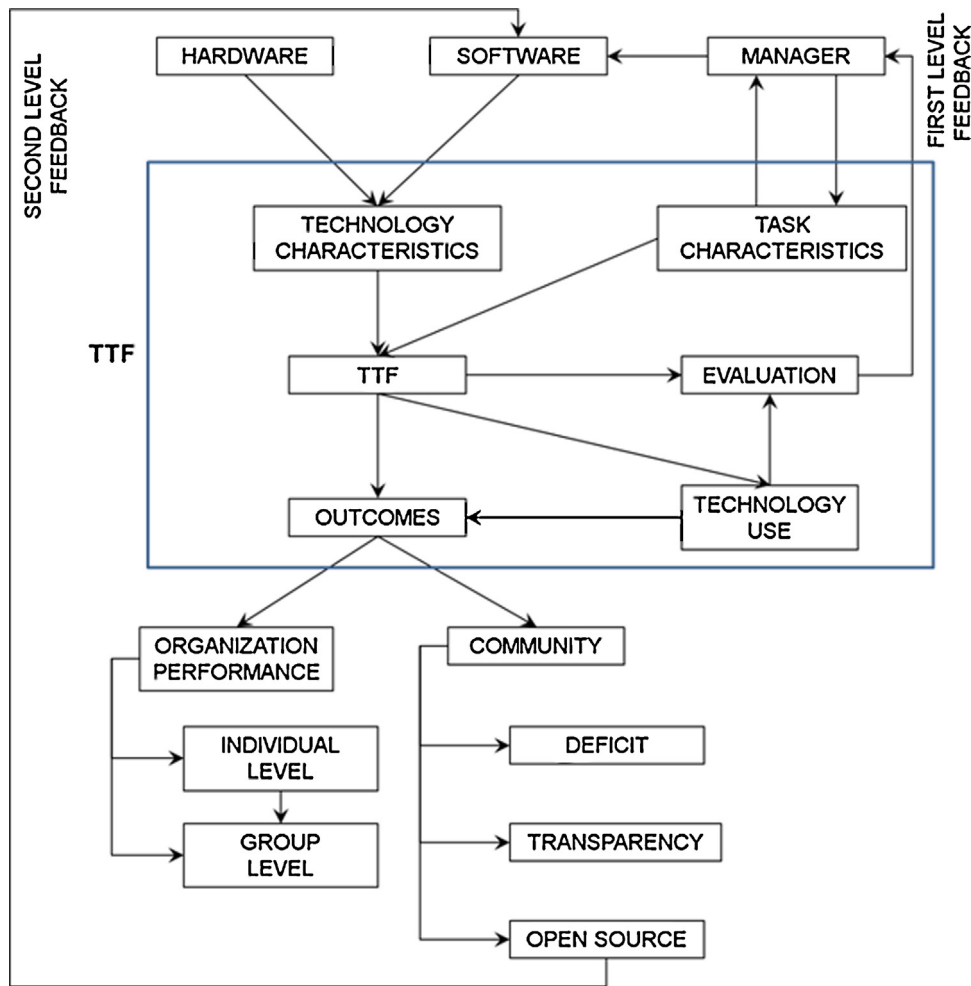 HARDWARE
SOFTWARE
MANAGER
SECOND LEVEL
FEEDBACK
FIRST LEVEL
FEEDBACK
TECHNOLOGY
CHARACTERISTICS
TASK
CHARACTERISTICS
TTF
TTF
EVALUATION
OUTCOMES
TECHNOLOGY
USE
ORGANIZATION
PERFORMANCE
COMMUNITY
INDIVIDUAL
LEVEL
DEFICIT
GROUP
LEVEL
TRANSPARENCY
OPEN SOURCE